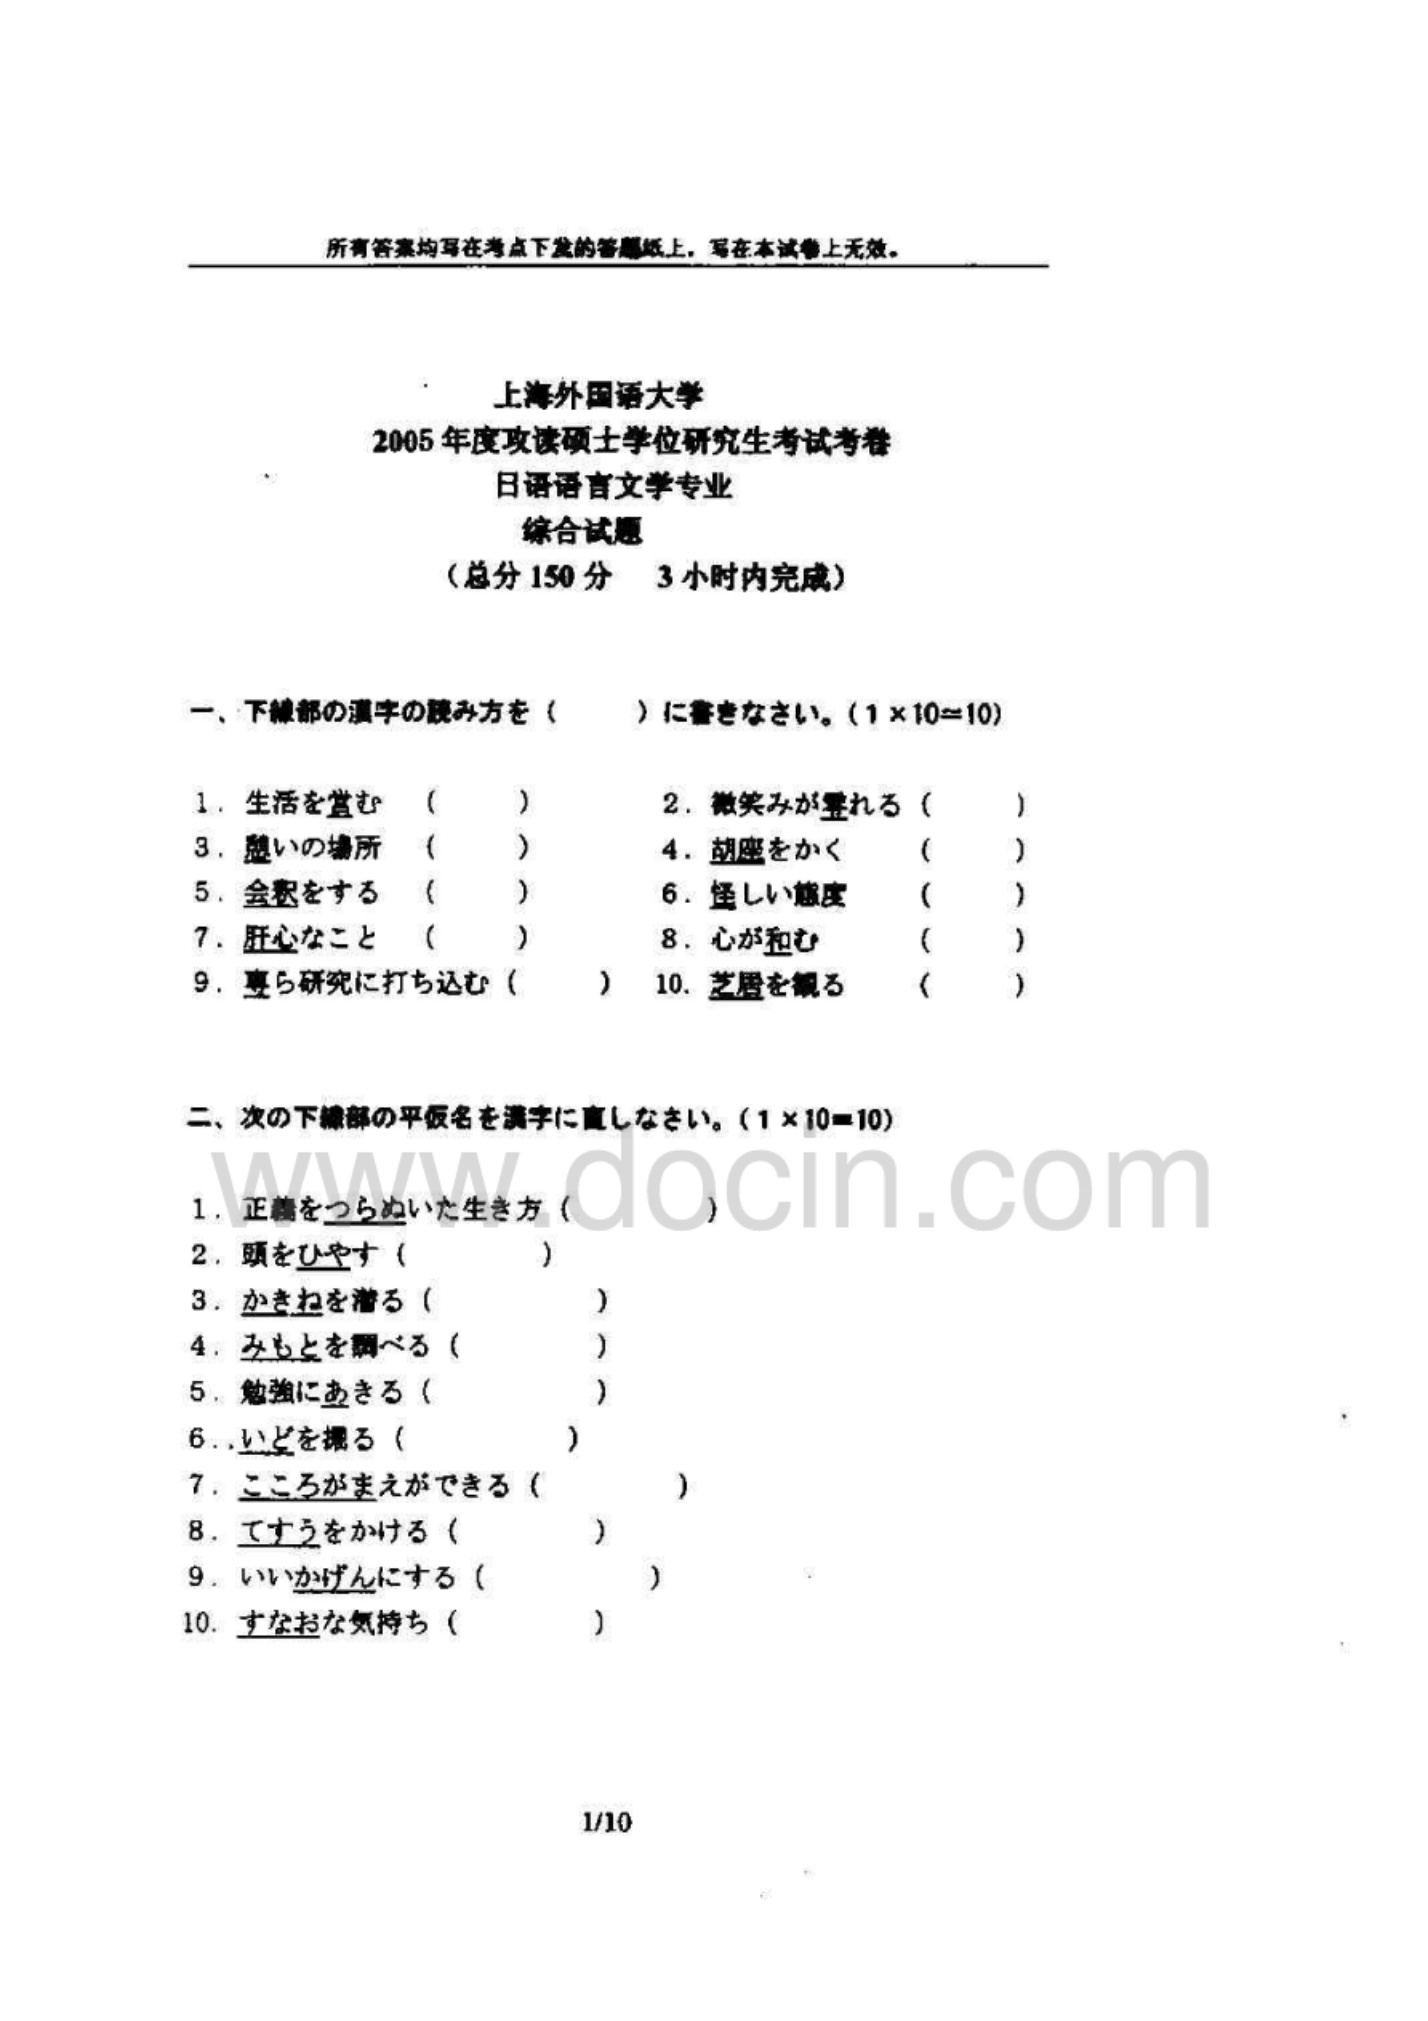 所有答案均写在考点下发的答题纸上，写在本试卷上无效。
上海外国语大学
2005 年度攻读硕士学位研究生考试考卷
日语语言文学专业
综合试题
（总分 150 分　3 小时内完成）
一、下線部の漢字の読み方を（　　　）に書きなさい。（1×10=10）
1．生活を営む　（　　　）　　2．微笑みが零れる（　　　）
3．憩いの場所　（　　　）　　4．胡座をかく　　（　　　）
5．会釈をする　（　　　）　　6．怪しい態度　　（　　　）
7．肝心なこと　（　　　）　　8．心が和む　　　（　　　）
9．専ら研究に打ち込む（　　　）　10．芝居を観る　　（　　　）
二、次の下線部の平仮名を漢字に直しなさい。（1×10=10）
www.docin.com
1．正義をつらぬいた生き方（　　　　）
2．頭をひやす（　　　　）
3．かきねを潜る（　　　　）
4．みもとを調べる（　　　　）
5．勉強にあきる（　　　　）
6．いどを掘る（　　　　）
7．こころがまえができる（　　　　）
8．てすうをかける（　　　　）
9．いいかげんにする（　　　　）
10．すなおな気持ち（　　　　）
1/10